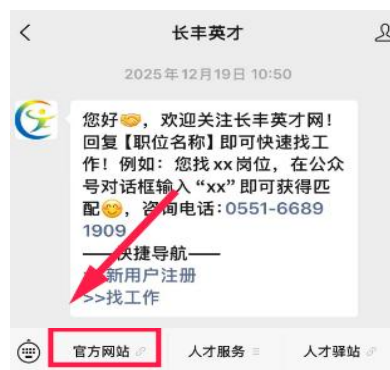 长丰英才
2025年12月19日 10:50
您好🤝，欢迎关注长丰英才网！
回复【职位名称】即可快速找工
作！例如：您找xx岗位，在公众
号对话框输入“xx”即可获得匹
配😊，咨询电话：0551-6689
1909
——快捷导航——
新用户注册
>>找工作
官方网站
人才服务
人才驿站